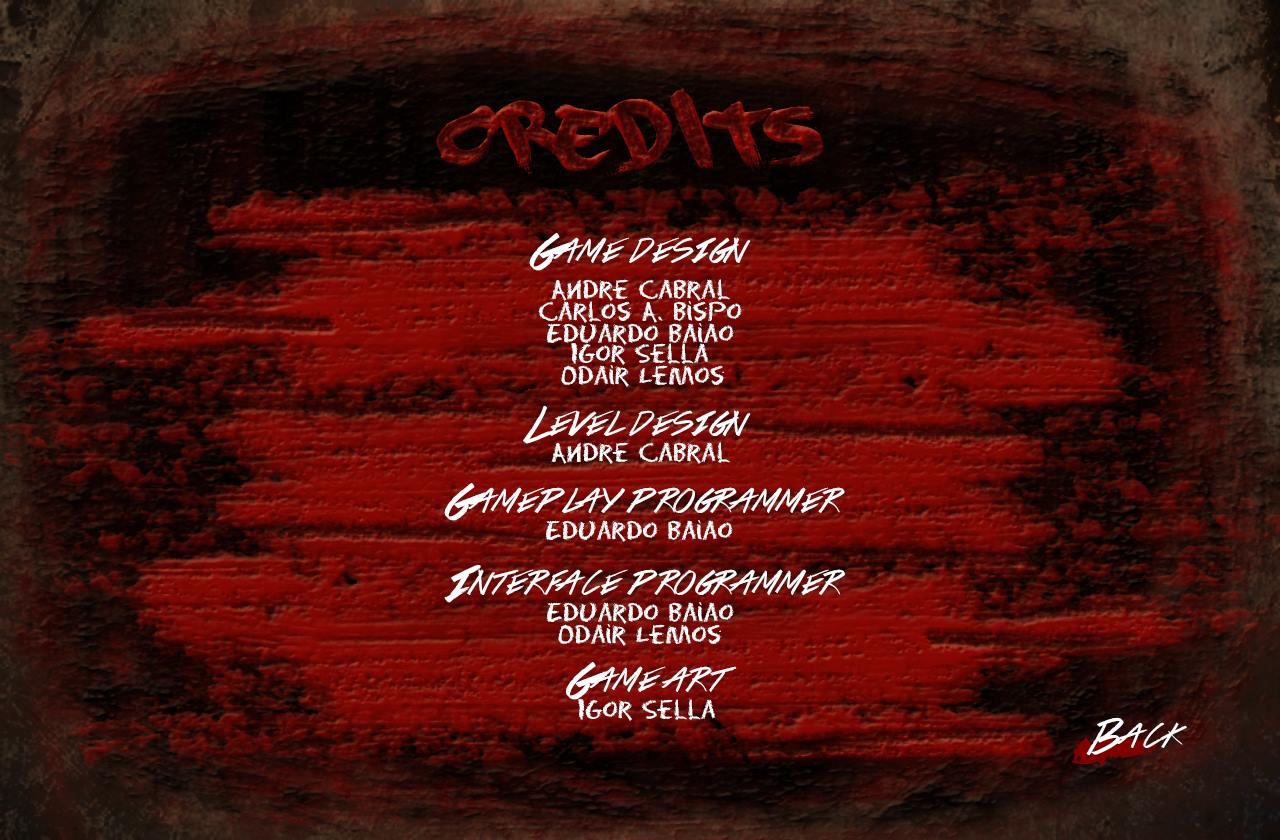 CREDITS
GAME DESIGN
ANDRE CABRAL
CARLOS A. BISPO
EDUARDO BAIAO
IGOR SELLA
ODAIR LEMOS
LEVEL DESIGN
ANDRE CABRAL
GAMEPLAY PROGRAMMER
EDUARDO BAIAO
INTERFACE PROGRAMMER
EDUARDO BAIAO
ODAIR LEMOS
GAME ART
IGOR SELLA
BACK